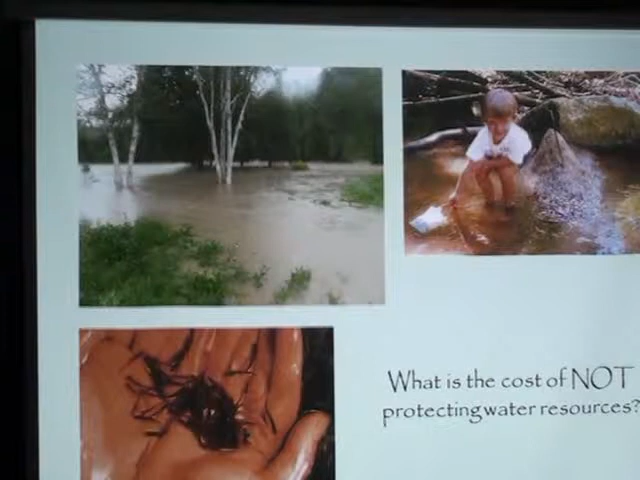 What is the cost of NOT
protecting water resources?